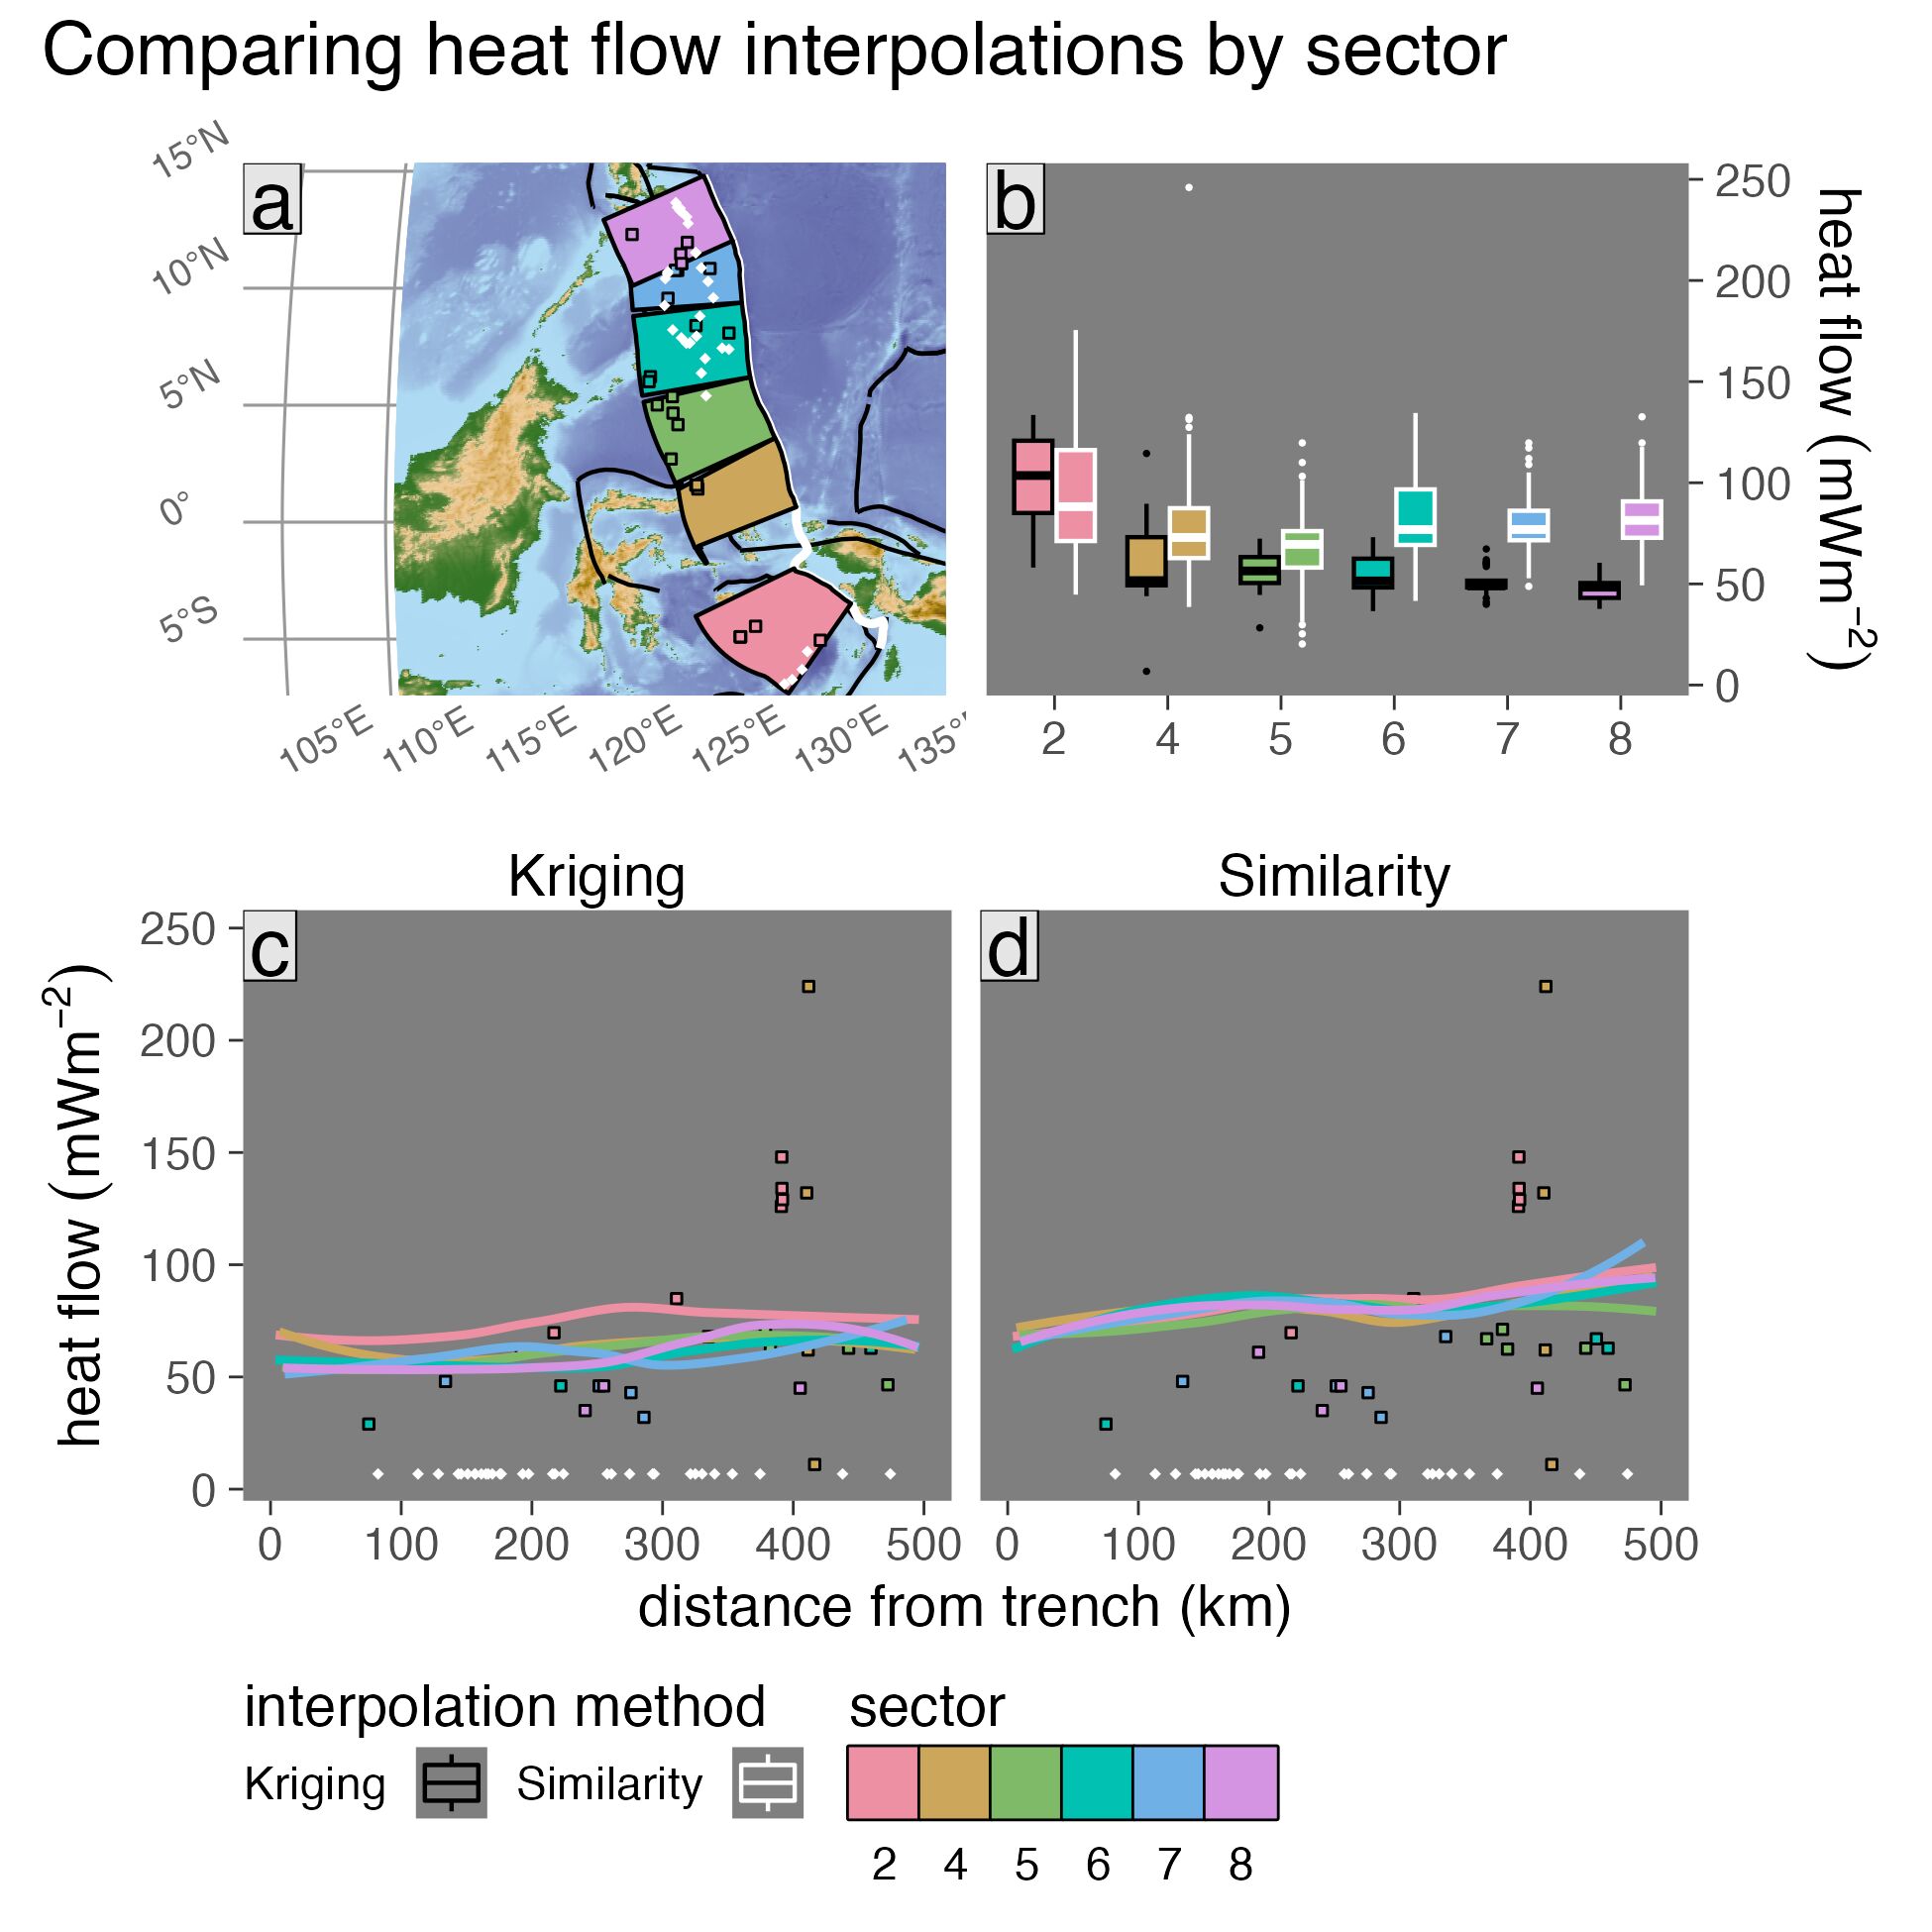 Comparing heat flow interpolations by sector
a
15°N
10°N
5°N
0°
5°S
105°E
110°E
115°E
120°E
125°E
130°E
135°
b
250
200
150
100
50
0
heat flow (mWm⁻²)
2
4
5
6
7
8
Kriging
Similarity
c
d
heat flow (mWm⁻²)
250
200
150
100
50
0
0 100 200 300 400 500
0 100 200 300 400 500
distance from trench (km)
interpolation method
Kriging
Similarity
sector
2 4 5 6 7 8